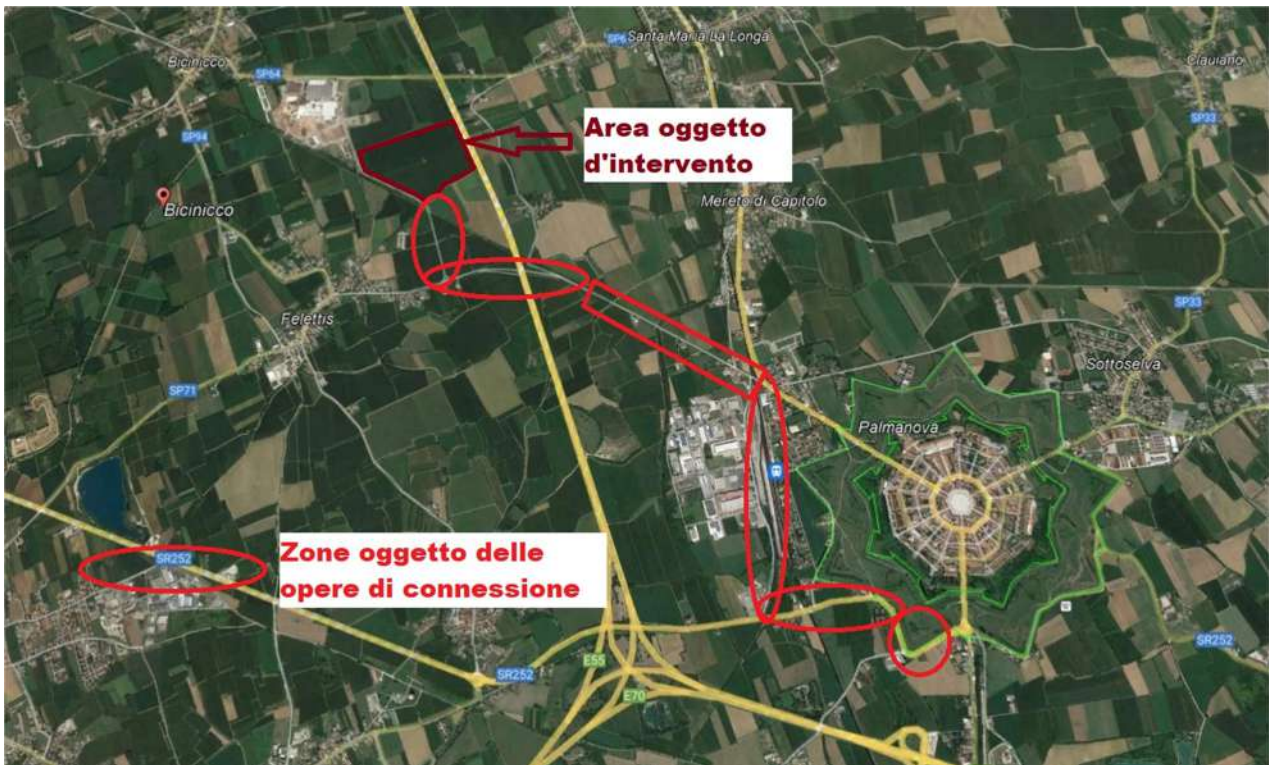 Bicinicco
SP64
SP6
Santa Maria La Longa
Clauiano
SP94
SP33
Area oggetto
d'intervento
Bicinicco
Mereto di Capitolo
SP33
Felettis
Sottoselva
SP71
Palmanova
Zone oggetto delle
opere di connessione
SR252
SR252
E55
SR252
E70